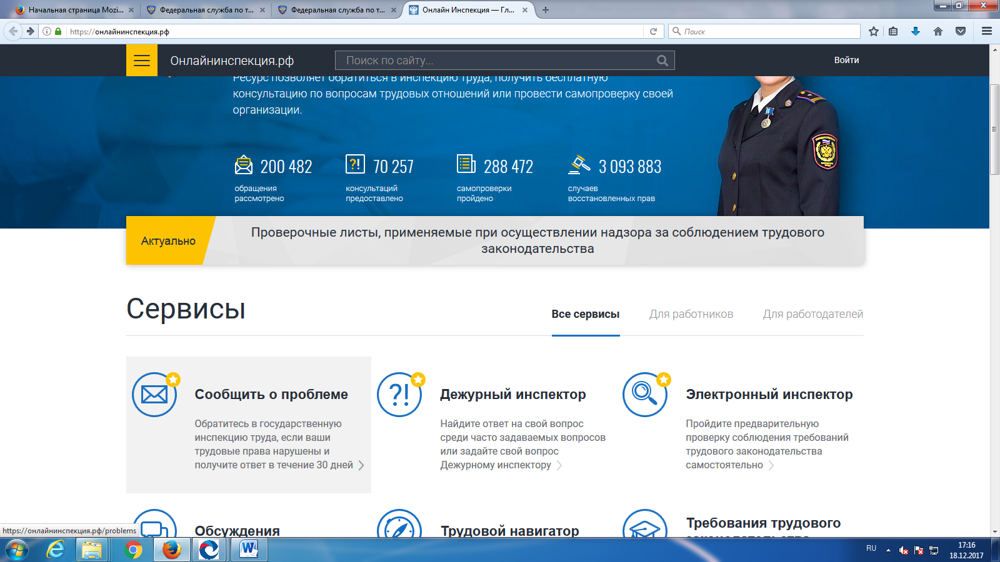 Начальная страница Mozi...
Федеральная служба по т...
Федеральная служба по т...
Онлайн Инспекция — Гл...
https://онлайнинспекция.рф
Поиск
Онлайнинспекция.рф
Поиск по сайту...
Войти
Ресурс позволяет обратиться в инспекцию труда, получить бесплатную
консультацию по вопросам трудовых отношений или провести самопроверку своей
организации.
200 482
70 257
288 472
3 093 883
обращения
рассмотрено
консультаций
предоставлено
самопроверки
пройдено
случаев
восстановленных прав
Актуально
Проверочные листы, применяемые при осуществлении надзора за соблюдением трудового
законодательства
Сервисы
Все сервисы
Для работников
Для работодателей
Сообщить о проблеме
Обратитесь в государственную
инспекцию труда, если ваши
трудовые права нарушены и
получите ответ в течение 30 дней
Дежурный инспектор
Найдите ответ на свой вопрос
среди часто задаваемых вопросов
или задайте свой вопрос
Дежурному инспектору
Электронный инспектор
Пройдите предварительную
проверку соблюдения требований
трудового законодательства
самостоятельно
Обсуждения
Трудовой навигатор
Требования трудового
законодательства
https://онлайнинспекция.рф/problems
RU
17:16
18.12.2017